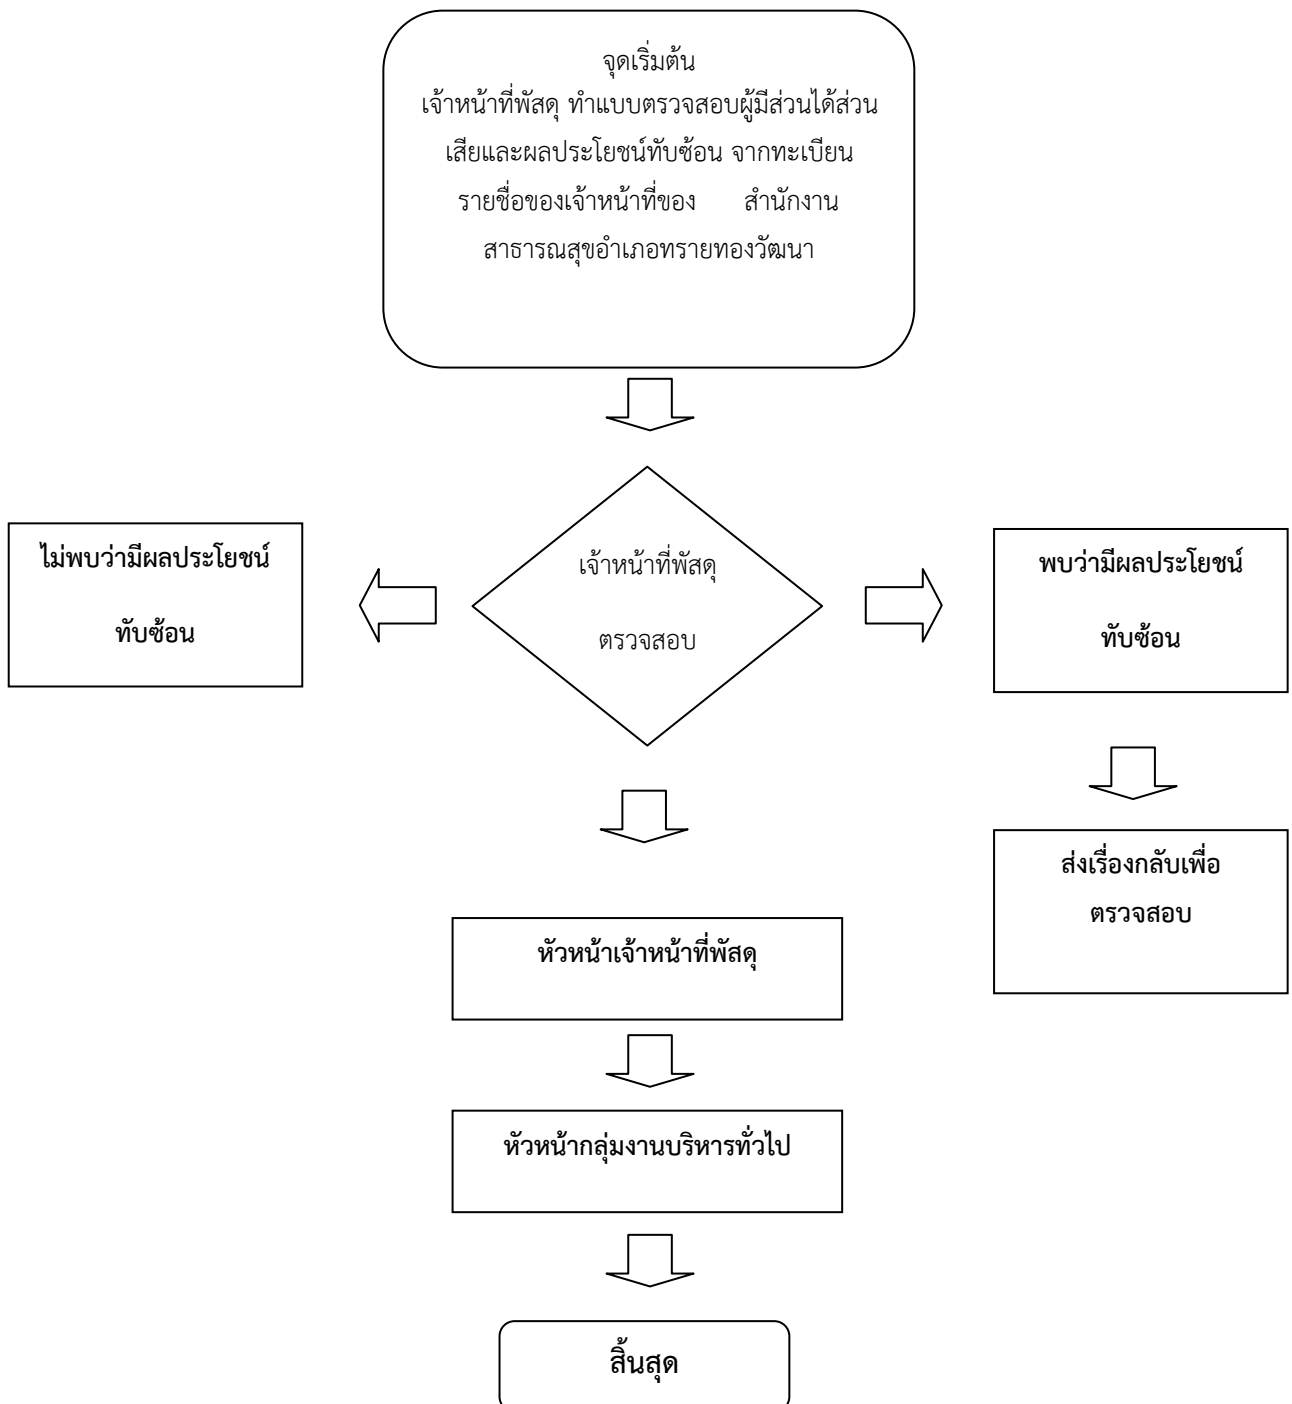 จุดเริ่มต้น
เจ้าหน้าที่พัสดุ ทำแบบตรวจสอบผู้มีส่วนได้ส่วน
เสียและผลประโยชน์ทับซ้อน จากทะเบียน
รายชื่อของเจ้าหน้าที่ของ สำนักงาน
สาธารณสุขอำเภอทรายทองวัฒนา
ไม่พบว่ามีผลประโยชน์
ทับซ้อน
เจ้าหน้าที่พัสดุ
ตรวจสอบ
พบว่ามีผลประโยชน์
ทับซ้อน
ส่งเรื่องกลับเพื่อ
ตรวจสอบ
หัวหน้าเจ้าหน้าที่พัสดุ
หัวหน้ากลุ่มงานบริหารทั่วไป
สิ้นสุด